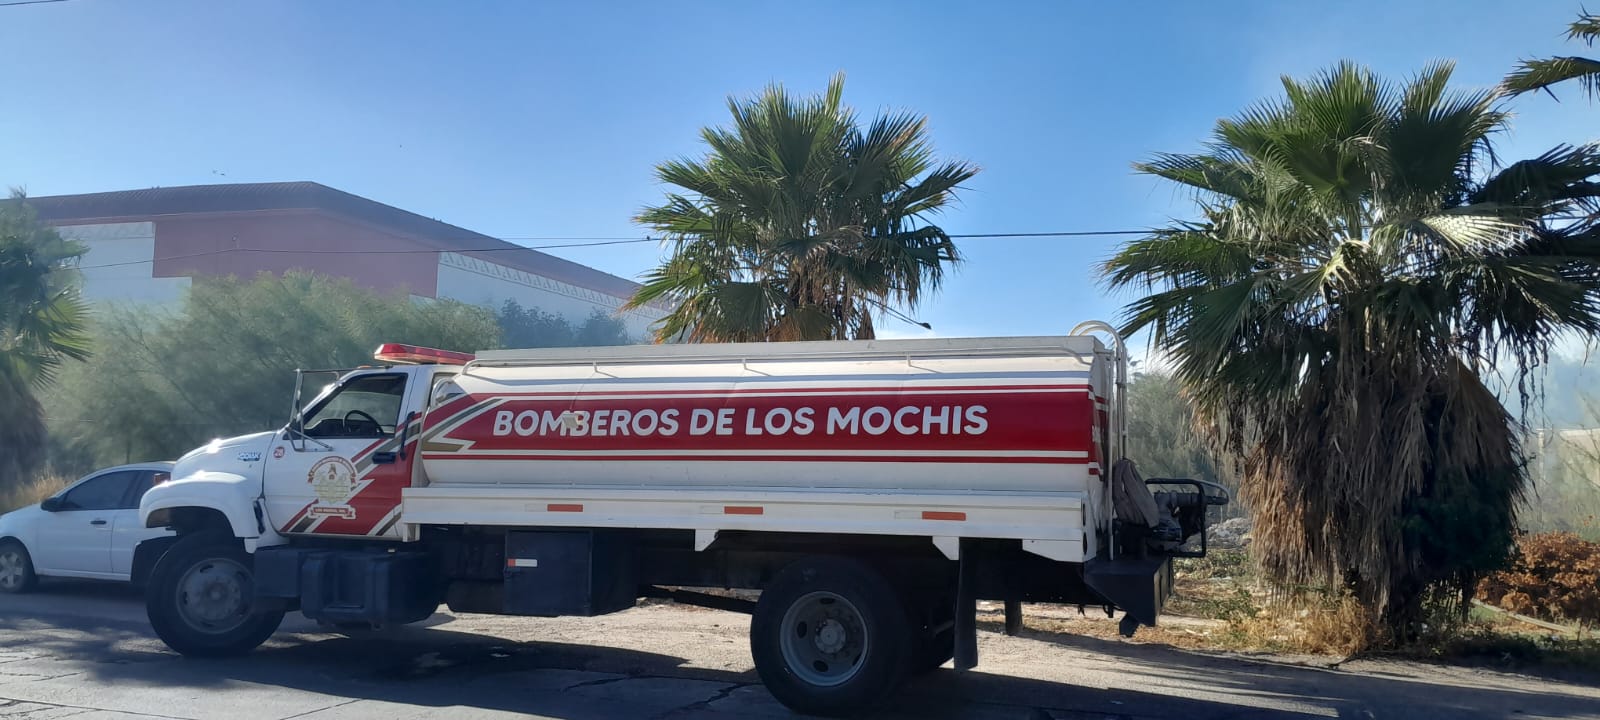 BOMBEROS DE LOS MOCHIS